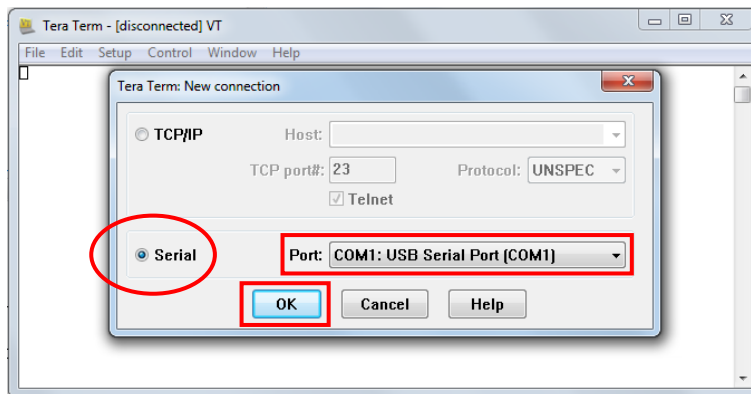 Tera Term - [disconnected] VT
File Edit Setup Control Window Help
Tera Term: New connection
TCP/IP Host:
TCP port#: 23 Protocol: UNSPEC
Telnet
Serial Port: COM1: USB Serial Port (COM1)
OK Cancel Help